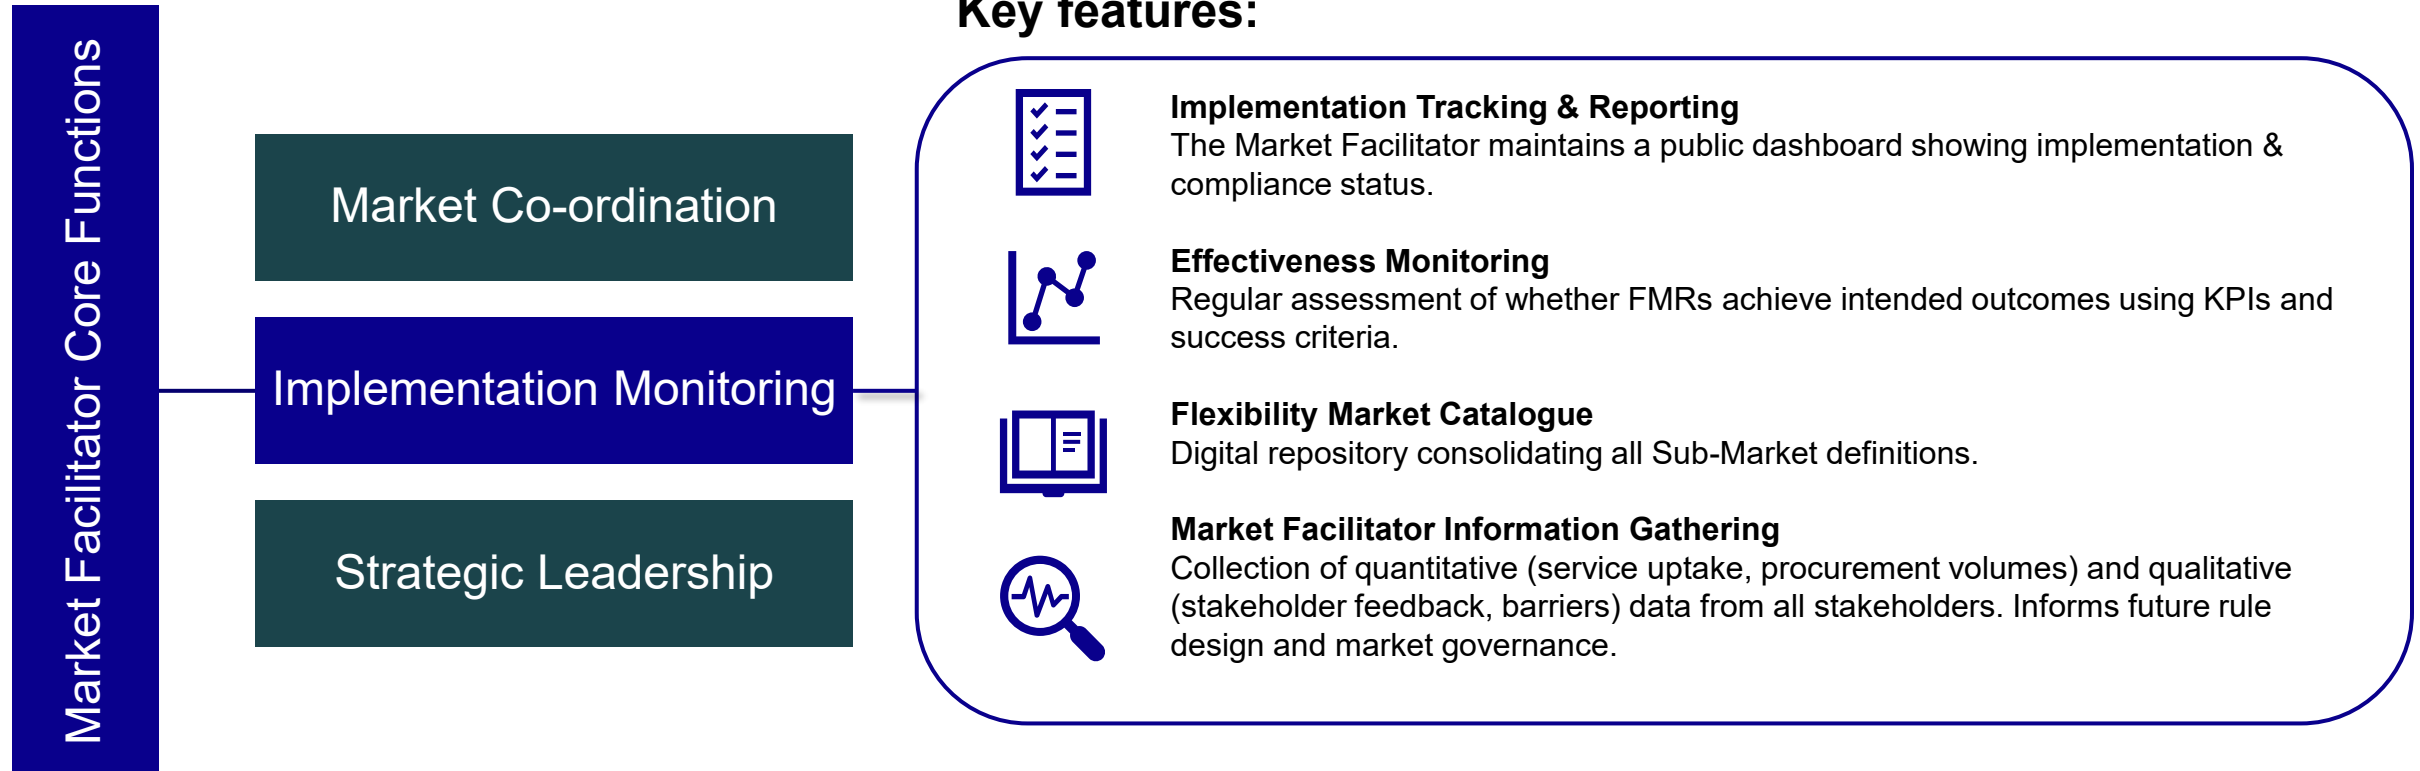 Market Facilitator Core Functions
Market Co-ordination
Implementation Monitoring
Strategic Leadership
Key features:
Implementation Tracking & Reporting
The Market Facilitator maintains a public dashboard showing implementation &
compliance status.
Effectiveness Monitoring
Regular assessment of whether FMRs achieve intended outcomes using KPIs and
success criteria.
Flexibility Market Catalogue
Digital repository consolidating all Sub-Market definitions.
Market Facilitator Information Gathering
Collection of quantitative (service uptake, procurement volumes) and qualitative
(stakeholder feedback, barriers) data from all stakeholders. Informs future rule
design and market governance.